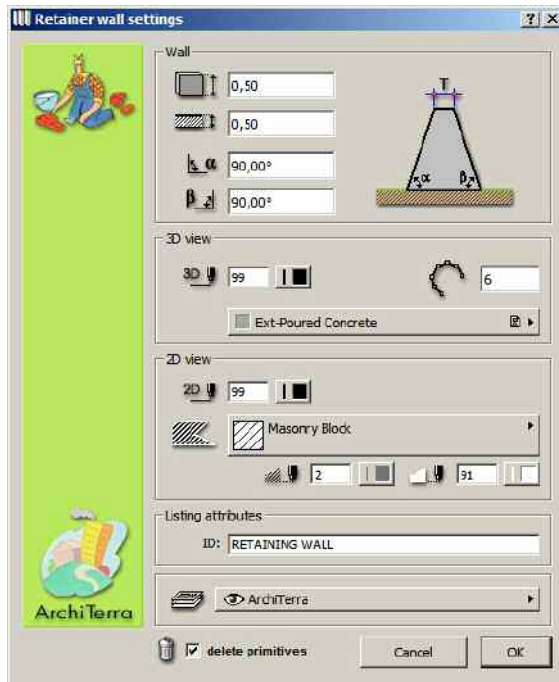 Retainer wall settings
Wall
0,50
0,50
α 90,00°
β 90,00°
T
α β
3D view
3D 99
6
Ext-Poured Concrete
2D view
2D 99
Masonry Block
2
91
Listing attributes
ID: RETAINING WALL
ArchiTerra
ArchiTerra
delete primitives
Cancel
OK